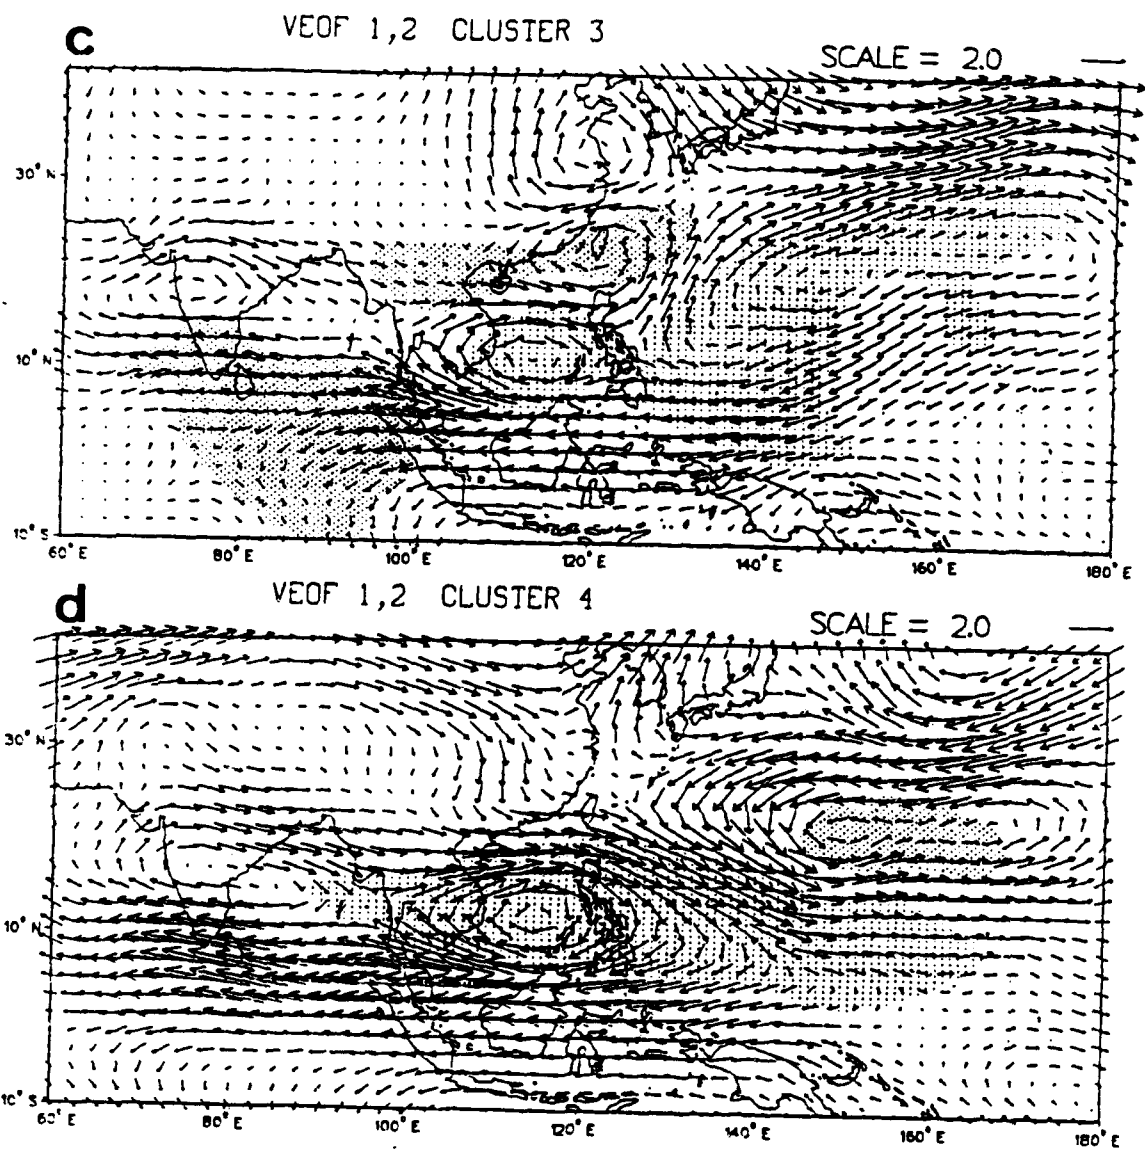 c
VEOF 1,2 CLUSTER 3
SCALE = 2.0
30° N
10° N
10° S
60° E 80° E 100° E 120° E 140° E 160° E 180° E
d
VEOF 1,2 CLUSTER 4
SCALE = 2.0
30° N
10° N
10° S
60° E 80° E 100° E 120° E 140° E 160° E 180° E